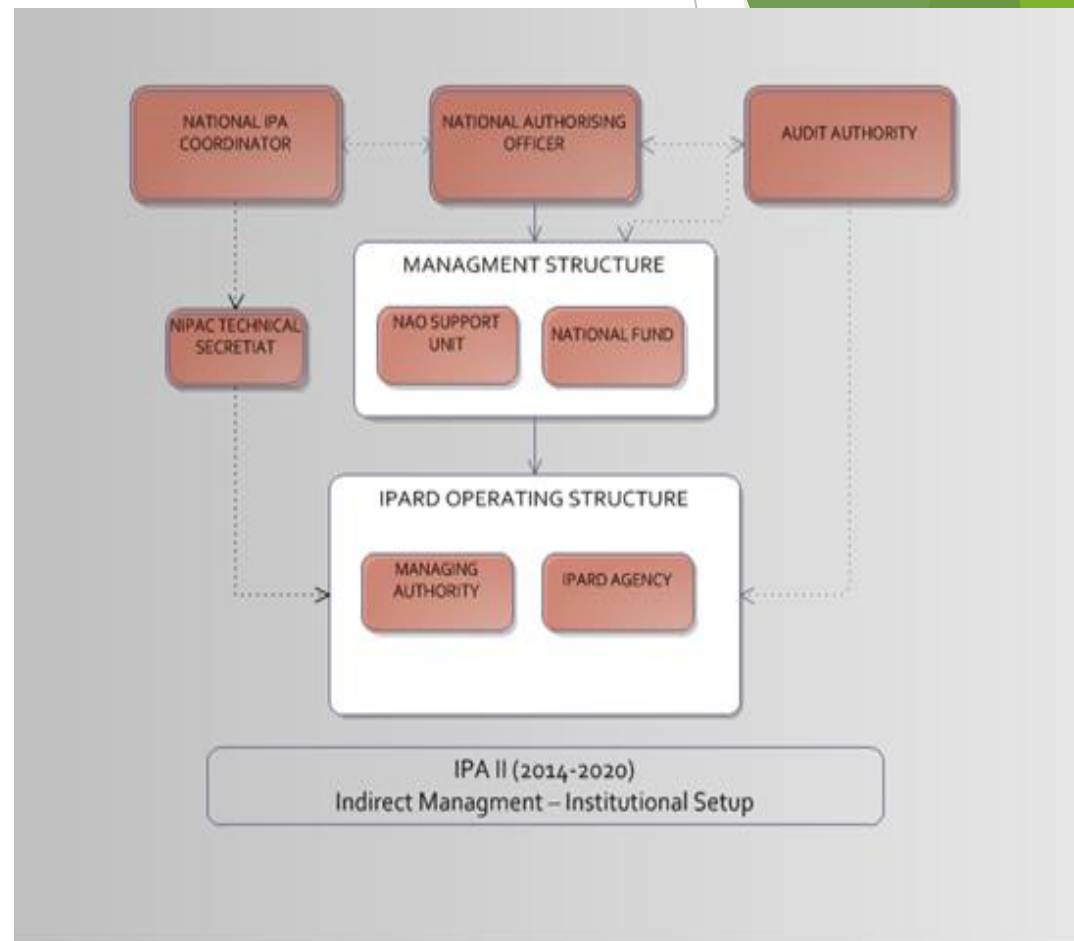 NATIONAL IPA
COORDINATOR
NATIONAL AUTHORISING
OFFICER
AUDIT AUTHORITY
MANAGMENT STRUCTURE
NAO SUPPORT
UNIT
NATIONAL FUND
NIPAC TECHNICAL
SECRETIAT
IPARD OPERATING STRUCTURE
MANAGING
AUTHORITY
IPARD AGENCY
IPA II (2014-2020)
Indirect Managment – Institutional Setup